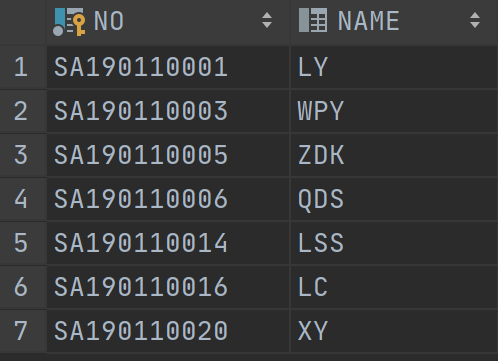 NO NAME
1 SA190110001 LY
2 SA190110003 WPY
3 SA190110005 ZDK
4 SA190110006 QDS
5 SA190110014 LSS
6 SA190110016 LC
7 SA190110020 XY